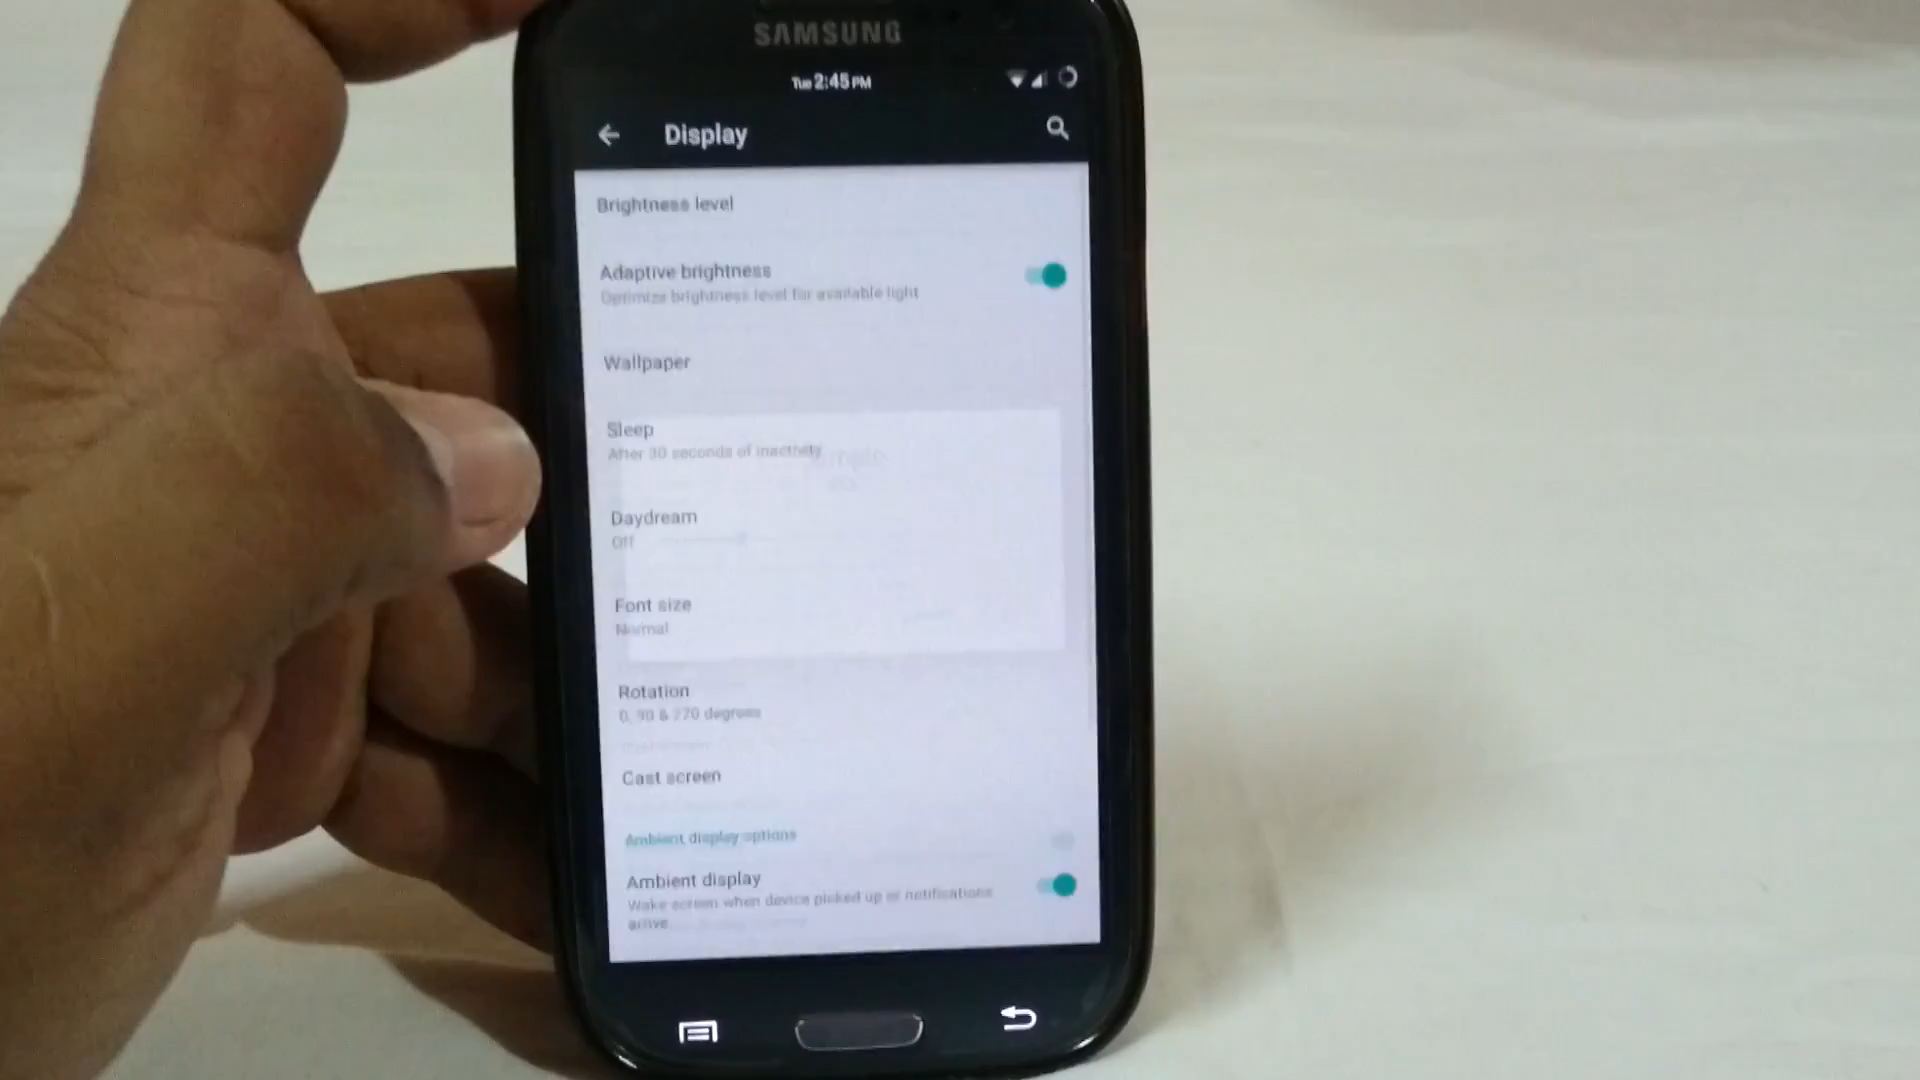 SAMSUNG
Tue 2:45 PM
Display
Brightness level
Adaptive brightness
Optimize brightness level for available light
Wallpaper
Sleep
After 30 seconds of inactivity
Daydream
Off
Font size
Normal
Rotation
0, 90 & 270 degrees
Cast screen
Ambient display options
Ambient display
Wake screen when device picked up or notifications
arrive